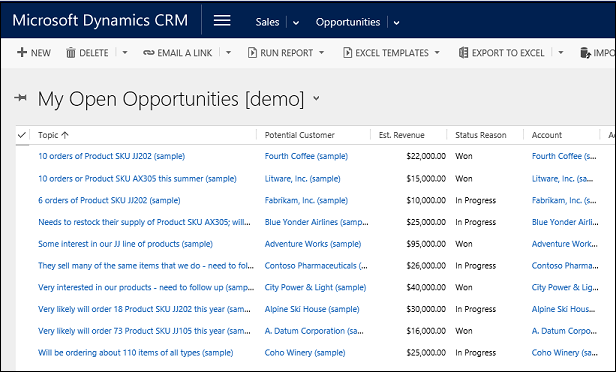 Microsoft Dynamics CRM Sales Opportunities
NEW DELETE EMAIL A LINK RUN REPORT EXCEL TEMPLATES EXPORT TO EXCEL IMPO
My Open Opportunities [demo]
Topic Potential Customer Est. Revenue Status Reason Account A
10 orders of Product SKU JJ202 (sample) Fourth Coffee (sample) $22,000.00 Won Fourth Coffee (s...
10 orders or Product SKU AX305 this summer (sample) Litware, Inc. (sample) $15,000.00 Won Litware, Inc. (sa...
6 orders of Product SKU JJ202 (sample) Fabrikam, Inc. (sample) $10,000.00 In Progress Fabrikam, Inc. (s...
Needs to restock their supply of Product SKU AX305; will... Blue Yonder Airlines (samp... $25,000.00 In Progress Blue Yonder Airl...
Some interest in our JJ line of products (sample) Adventure Works (sample) $95,000.00 Won Adventure Work...
They sell many of the same items that we do - need to fol... Contoso Pharmaceuticals (... $26,000.00 In Progress Contoso Pharma...
Very interested in our products - need to follow up (samp... City Power & Light (sample) $40,000.00 Won City Power & Li...
Very likely will order 18 Product SKU JJ202 this year (sam... Alpine Ski House (sample) $30,000.00 In Progress Alpine Ski House...
Very likely will order 73 Product SKU JJ105 this year (sam... A. Datum Corporation (sa... $16,000.00 Won A. Datum Corpo...
Will be ordering about 110 items of all types (sample) Coho Winery (sample) $25,000.00 In Progress Coho Winery (sa...